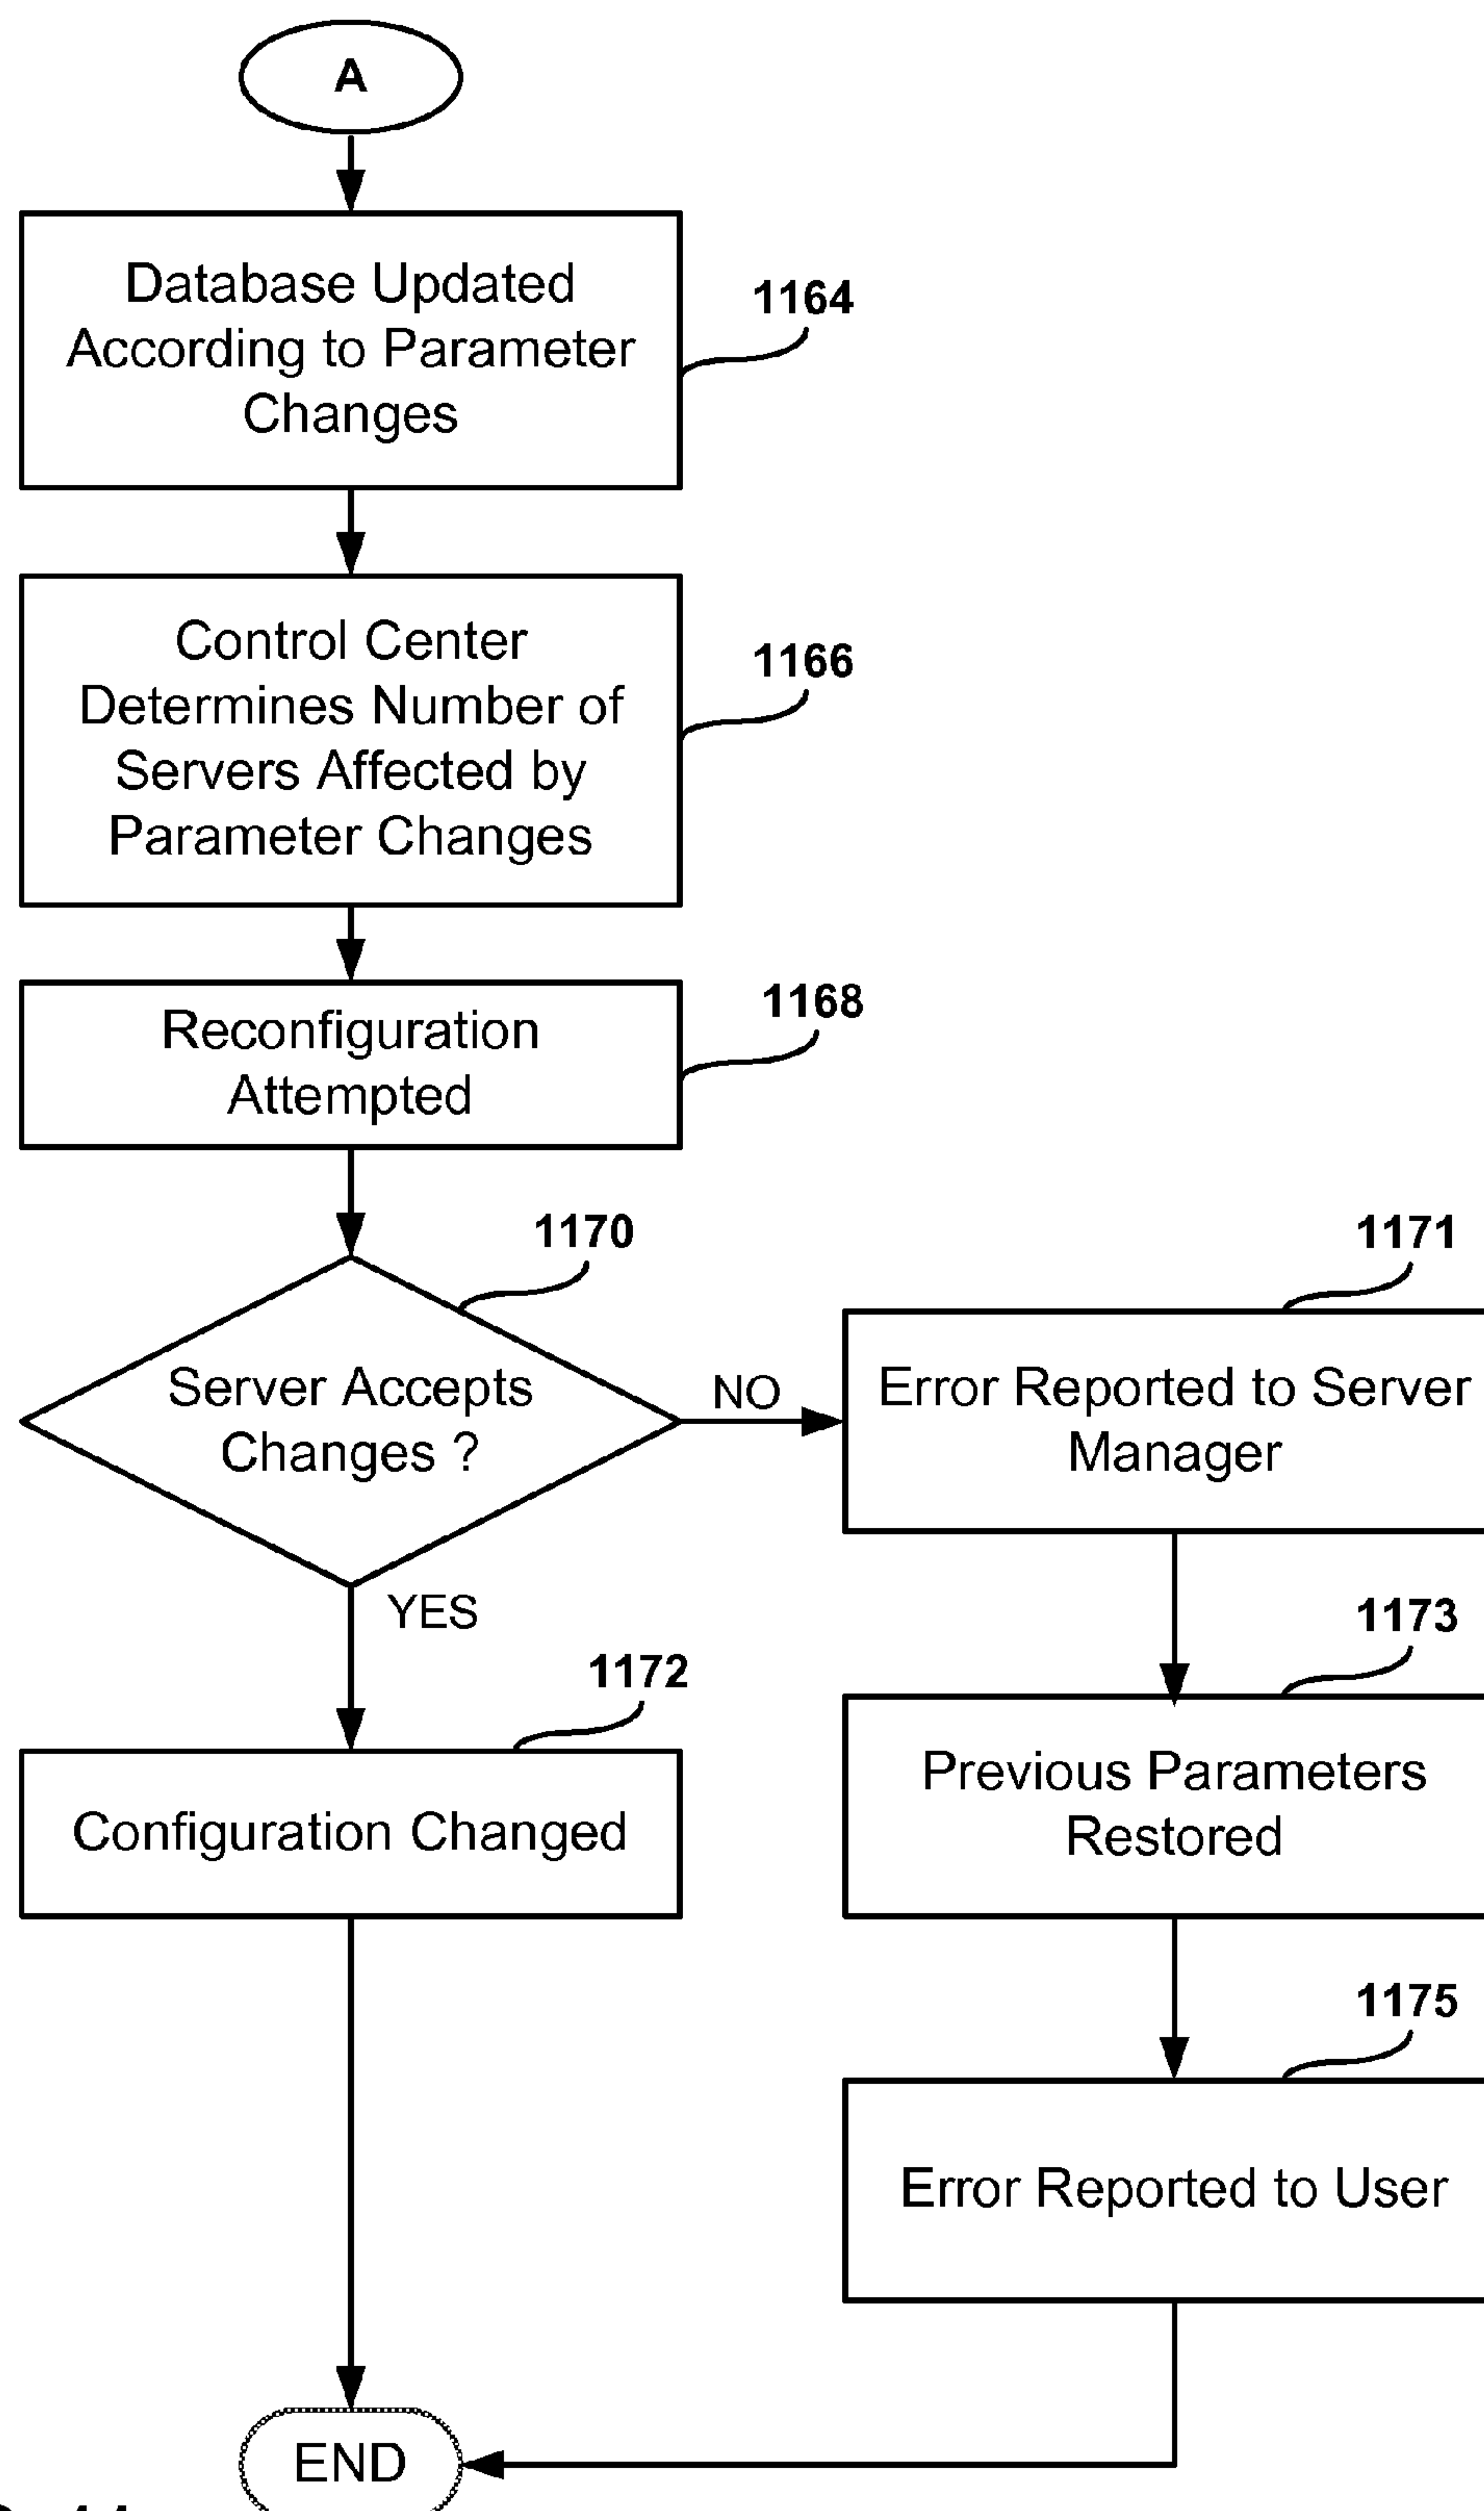 A
Database Updated
According to Parameter
Changes
1164
Control Center
Determines Number of
Servers Affected by
Parameter Changes
1166
Reconfiguration
Attempted
1168
1170
Server Accepts
Changes ?
NO
YES
1171
Error Reported to Server
Manager
1172
Configuration Changed
1173
Previous Parameters
Restored
1175
Error Reported to User
END